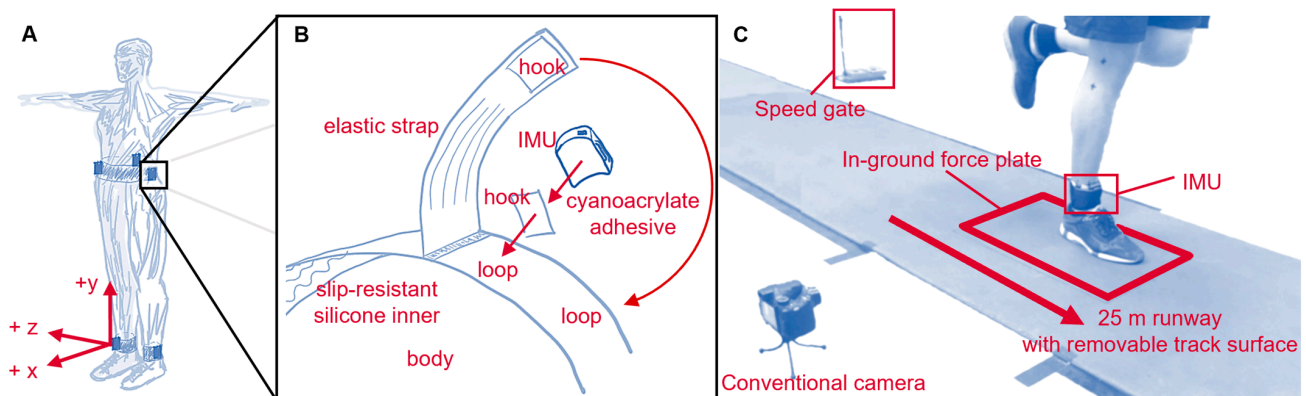 A
+y
+ z
+ x
B
hook
elastic strap
IMU
hook
cyanoacrylate
adhesive
loop
slip-resistant
silicone inner
loop
body
C
Speed gate
In-ground force plate
IMU
25 m runway
with removable track surface
Conventional camera